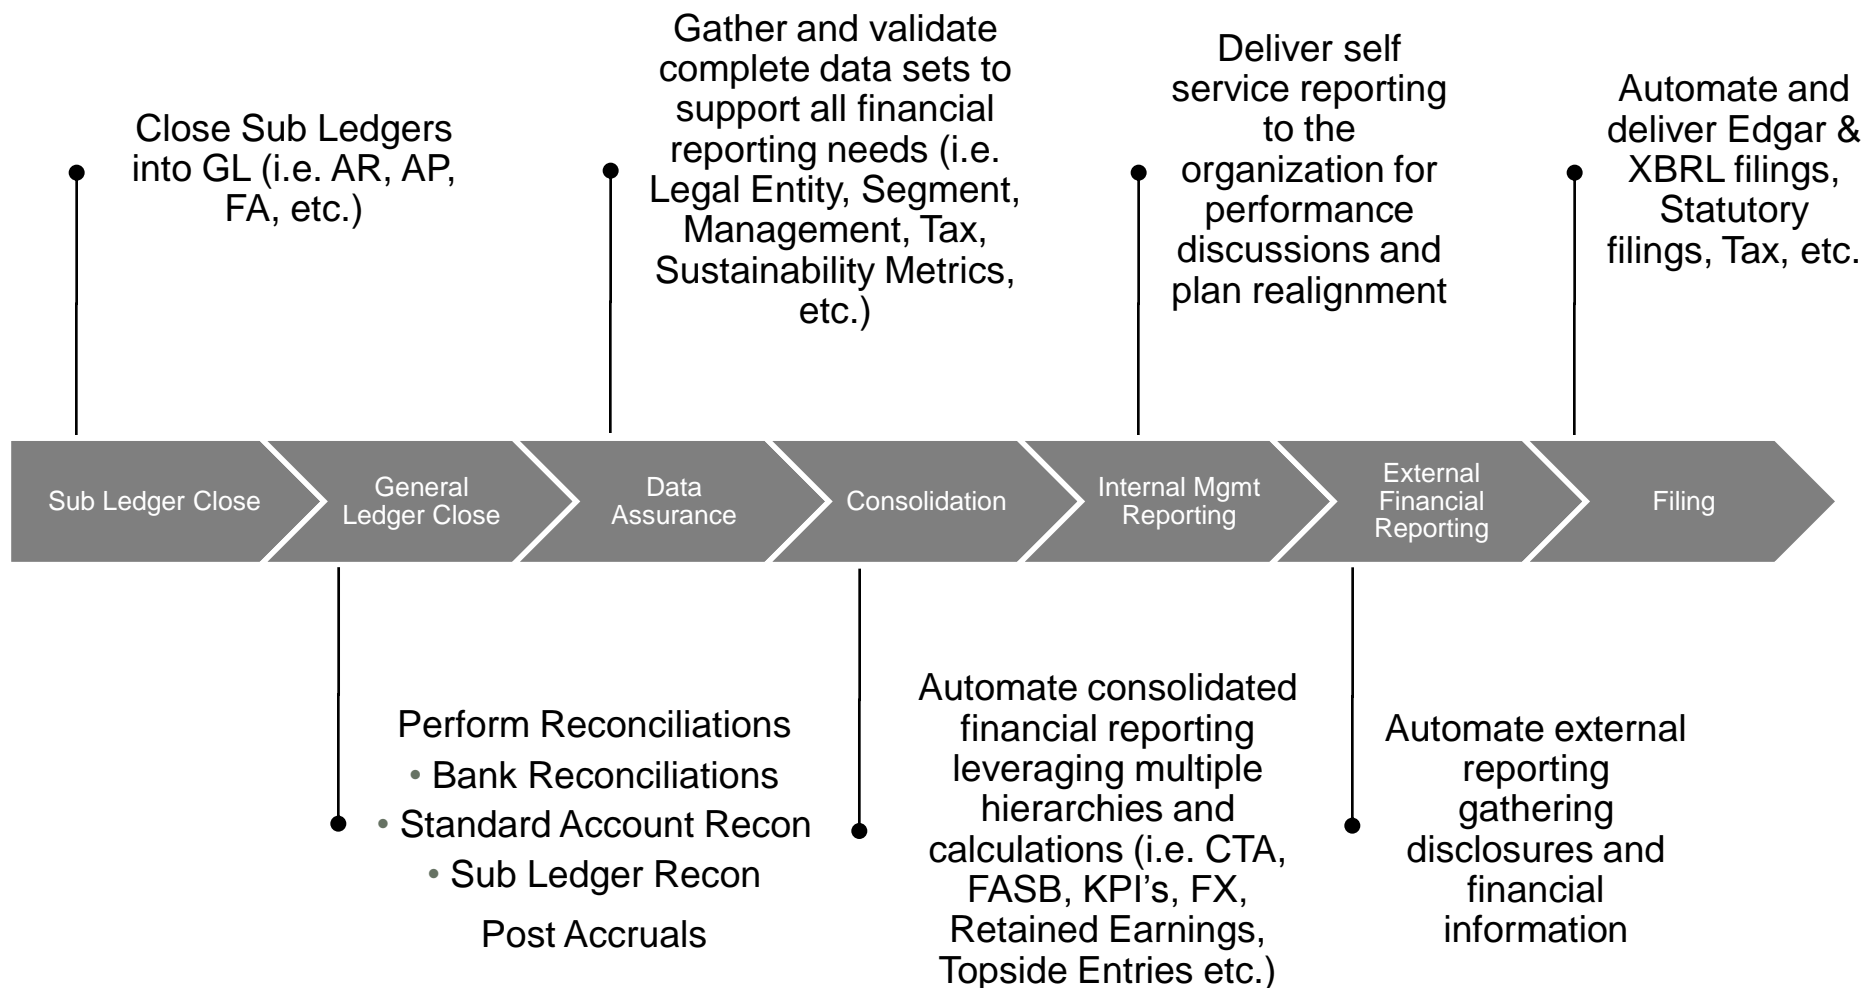 Close Sub Ledgers
into GL (i.e. AR, AP,
FA, etc.)
Gather and validate
complete data sets to
support all financial
reporting needs (i.e.
Legal Entity, Segment,
Management, Tax,
Sustainability Metrics,
etc.)
Deliver self
service reporting
to the
organization for
performance
discussions and
plan realignment
Automate and
deliver Edgar &
XBRL filings,
Statutory
filings, Tax, etc.
Sub Ledger Close
General
Ledger Close
Data
Assurance
Consolidation
Internal Mgmt
Reporting
External
Financial
Reporting
Filing
Perform Reconciliations
• Bank Reconciliations
• Standard Account Recon
• Sub Ledger Recon
Post Accruals
Automate consolidated
financial reporting
leveraging multiple
hierarchies and
calculations (i.e. CTA,
FASB, KPI’s, FX,
Retained Earnings,
Topside Entries etc.)
Automate external
reporting
gathering
disclosures and
financial
information